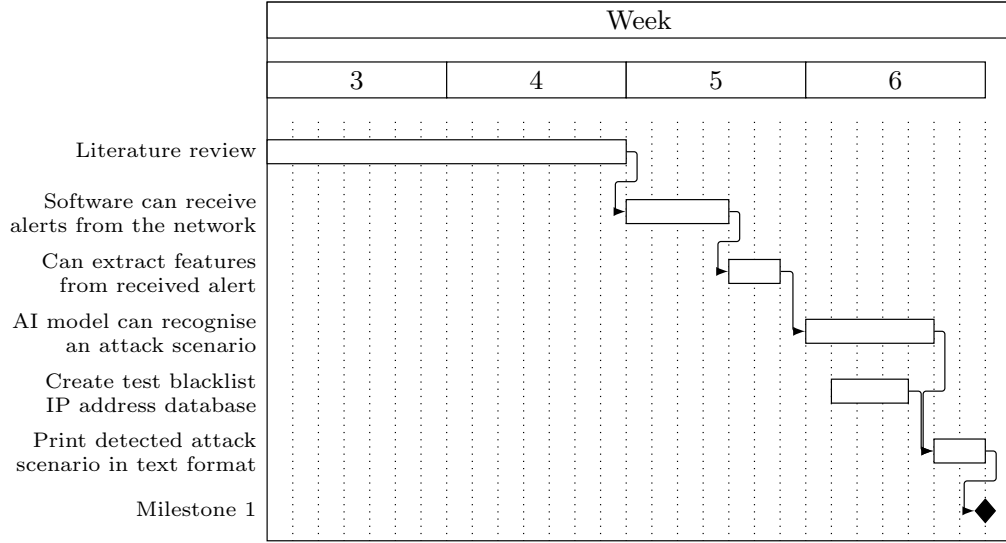 Week
3 4 5 6
Literature review
Software can receive
alerts from the network
Can extract features
from received alert
AI model can recognise
an attack scenario
Create test blacklist
IP address database
Print detected attack
scenario in text format
Milestone 1